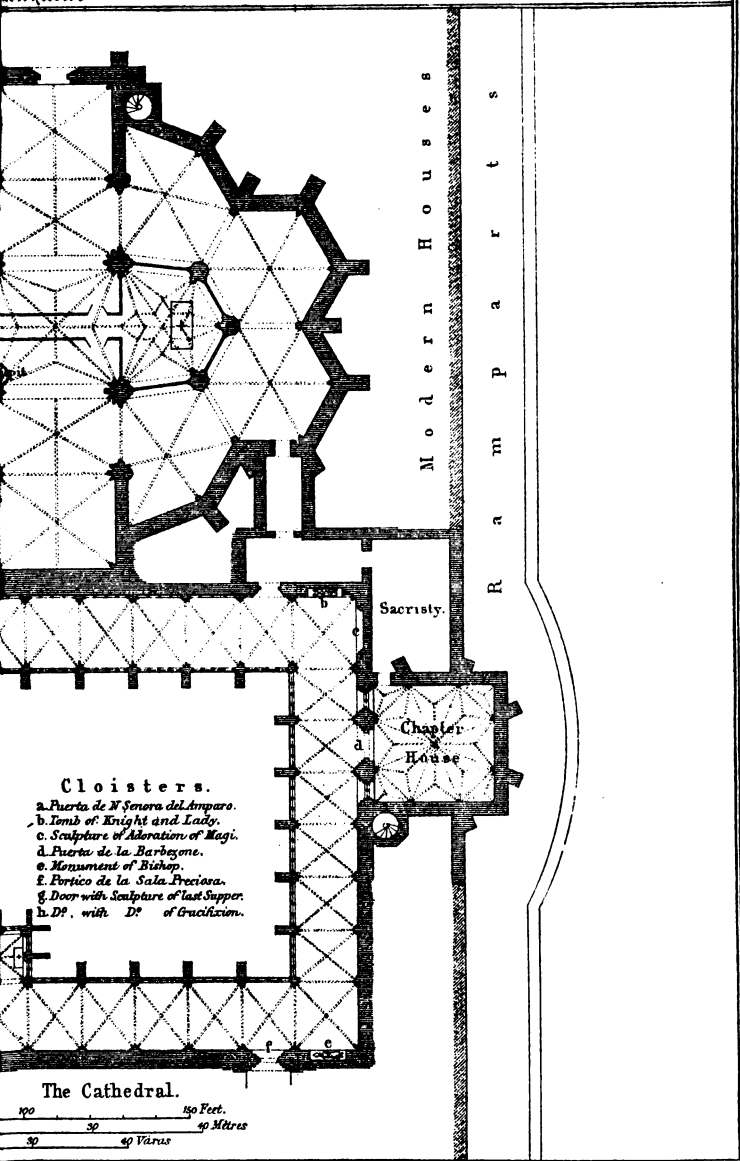 Modern Houses
Ramparts
b
c
Sacristy.
Chapter
House
d
Cloisters.
a. Puerta de N Senora del Amparo.
b. Tomb of Knight and Lady.
c. Sculpture of Adoration of Magi.
d. Puerta de la Barbezone.
e. Monument of Bishop.
f. Portico de la Sala Preciosa.
g. Door with Sculpture of last Supper.
h. Do. with Do. of Crucifixion.
f
e
The Cathedral.
100 150 Feet.
30 40 Mètres
30 40 Varas